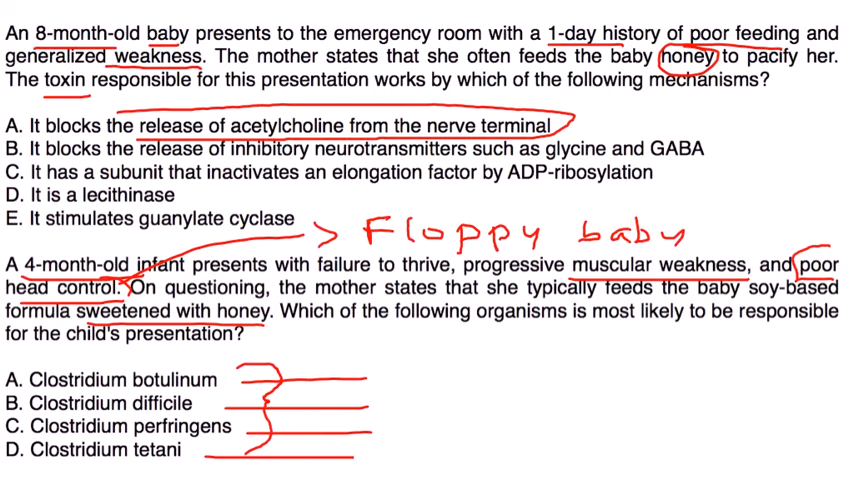 An 8-month-old baby presents to the emergency room with a 1-day history of poor feeding and
generalized weakness. The mother states that she often feeds the baby honey to pacify her.
The toxin responsible for this presentation works by which of the following mechanisms?
A. It blocks the release of acetylcholine from the nerve terminal
B. It blocks the release of inhibitory neurotransmitters such as glycine and GABA
C. It has a subunit that inactivates an elongation factor by ADP-ribosylation
D. It is a lecithinase
E. It stimulates guanylate cyclase
Floppy baby
A 4-month-old infant presents with failure to thrive, progressive muscular weakness, and poor
head control. On questioning, the mother states that she typically feeds the baby soy-based
formula sweetened with honey. Which of the following organisms is most likely to be responsible
for the child's presentation?
A. Clostridium botulinum
B. Clostridium difficile
C. Clostridium perfringens
D. Clostridium tetani